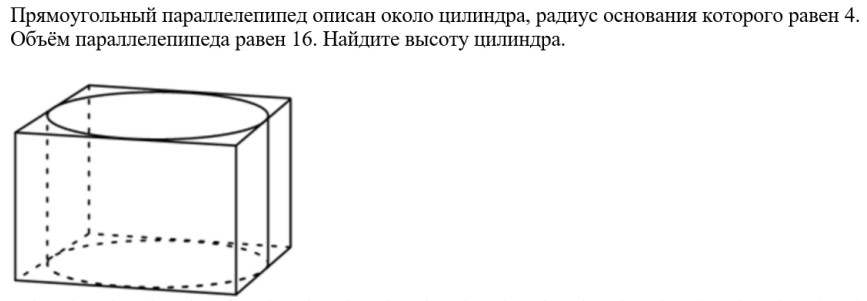 Прямоугольный параллелепипед описан около цилиндра, радиус основания которого равен 4.
Объём параллелепипеда равен 16. Найдите высоту цилиндра.